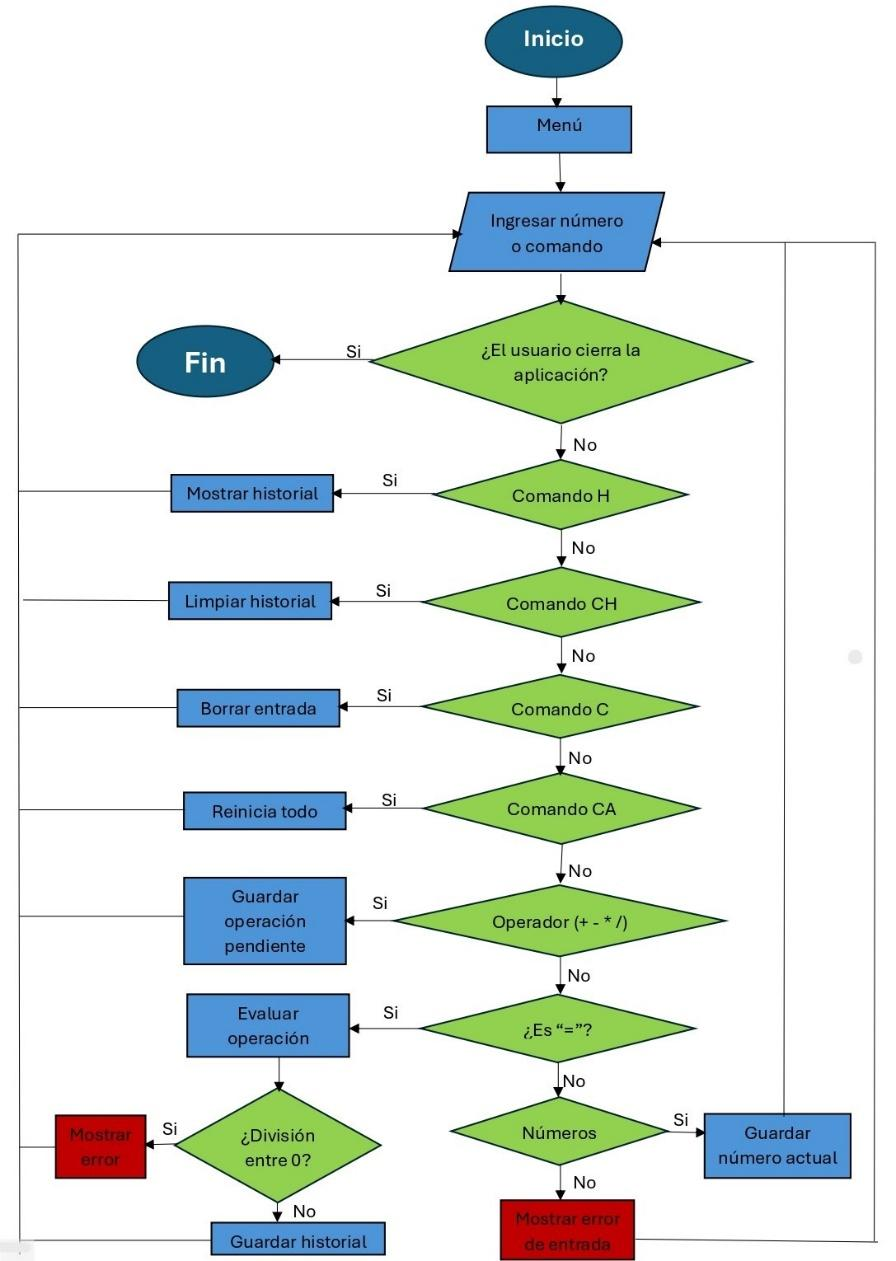 Inicio
Menú
Ingresar número
o comando
¿El usuario cierra la
aplicación?
Si
Fin
No
Comando H
Si
Mostrar historial
No
Comando CH
Si
Limpiar historial
No
Comando C
Si
Borrar entrada
No
Comando CA
Si
Reinicia todo
No
Operador (+ - * /)
Si
Guardar
operación
pendiente
No
¿Es “=”?
Si
Evaluar
operación
No
¿División
entre 0?
Si
Mostrar
error
No
Guardar historial
Números
Si
Guardar
número actual
No
Mostrar error
de entrada